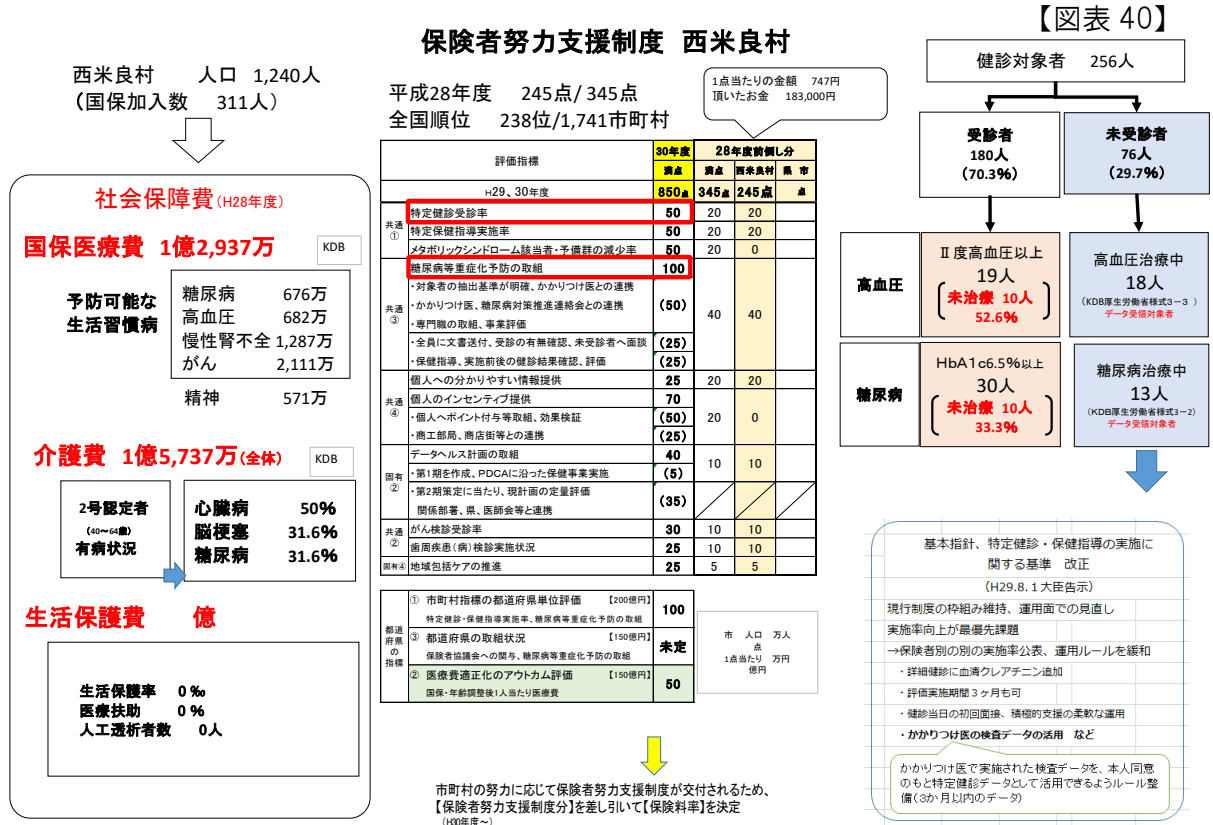 【図表 40】
保険者努力支援制度 西米良村
西米良村 人口 1,240人
（国保加入数 311人）
社会保障費(H28年度)
国保医療費 1億2,937万
KDB
予防可能な
生活習慣病
糖尿病 676万
高血圧 682万
慢性腎不全 1,287万
がん 2,111万
精神 571万
介護費 1億5,737万(全体)
KDB
2号認定者
(40～64歳)
有病状況
心臓病 50%
脳梗塞 31.6%
糖尿病 31.6%
生活保護費 億
生活保護率 0‰
医療扶助 0%
人工透析者数 0人
平成28年度 245点/ 345点
全国順位 238位/1,741市町村
1点当たりの金額 747円
頂いたお金 183,000円
評価指標 30年度 28年度前倒し分
満点 満点 西米良村 県 市
H29、30年度 850点 345点 245点 点
共通① 特定健診受診率 50 20 20
特定保健指導実施率 50 20 20
メタボリックシンドローム該当者・予備群の減少率 50 20 0
共通③ 糖尿病等重症化予防の取組 100 40 40
・対象者の抽出基準が明確、かかりつけ医との連携
・かかりつけ医、糖尿病対策推進連絡会との連携 (50)
・専門職の取組、事業評価
・全員に文書送付、受診の有無確認、未受診者へ面談 (25)
・保健指導、実施前後の健診結果確認、評価 (25)
共通④ 個人への分かりやすい情報提供 25 20 20
個人のインセンティブ提供 70 20 0
・個人へポイント付与等取組、効果検証 (50)
・商工部局、商店街等との連携 (25)
固有② データヘルス計画の取組 40 10 10
・第1期を作成、PDCAに沿った保健事業実施 (5)
・第2期策定に当たり、現計画の定量評価 (35)
関係部署、県、医師会等と連携
共通② がん検診受診率 30 10 10
歯周疾患(病)検診実施状況 25 10 10
固有④ 地域包括ケアの推進 25 5 5
都道府県の指標
① 市町村指標の都道府県単位評価 【200億円】 100
特定健診・保健指導実施率、糖尿病等重症化予防の取組
③ 都道府県の取組状況 【150億円】 未定
保険者協議会への関与、糖尿病等重症化予防の取組
② 医療費適正化のアウトカム評価 【150億円】 50
国保・年齢調整後1人当たり医療費
市 人口 万人
点
1点当たり 万円
億円
市町村の努力に応じて保険者努力支援制度が交付されるため、
【保険者努力支援制度分】を差し引いて【保険料率】を決定
(H30年度～)
健診対象者 256人
受診者
180人
(70.3%)
未受診者
76人
(29.7%)
高血圧
Ⅱ度高血圧以上
19人
未治療 10人
52.6%
高血圧治療中
18人
(KDB厚生労働省様式3－3 )
データ受領対象者
糖尿病
HbA1c6.5%以上
30人
未治療 10人
33.3%
糖尿病治療中
13人
(KDB厚生労働省様式3－2)
データ受領対象者
基本指針、特定健診・保健指導の実施に
関する基準 改正
（H29.8.1大臣告示）
現行制度の枠組み維持、運用面での見直し
実施率向上が最優先課題
→保険者別の別の実施率公表、運用ルールを緩和
・詳細健診に血清クレアチニン追加
・評価実施期間３ヶ月も可
・健診当日の初回面接、積極的支援の柔軟な運用
・かかりつけ医の検査データの活用 など
かかりつけ医で実施された検査データを、本人同意
のもと特定健診データとして活用できるようルール整
備(3か月以内のデータ)